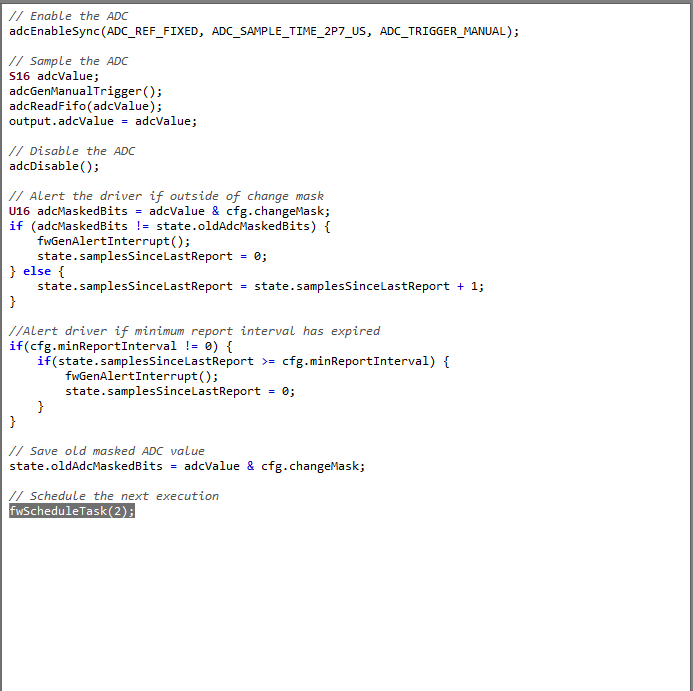 // Enable the ADC
adcEnableSync(ADC_REF_FIXED, ADC_SAMPLE_TIME_2P7_US, ADC_TRIGGER_MANUAL);
// Sample the ADC
S16 adcValue;
adcGenManualTrigger();
adcReadFifo(adcValue);
output.adcValue = adcValue;
// Disable the ADC
adcDisable();
// Alert the driver if outside of change mask
U16 adcMaskedBits = adcValue & cfg.changeMask;
if (adcMaskedBits != state.oldAdcMaskedBits) {
    fwGenAlertInterrupt();
    state.samplesSinceLastReport = 0;
} else {
    state.samplesSinceLastReport = state.samplesSinceLastReport + 1;
}
//Alert driver if minimum report interval has expired
if(cfg.minReportInterval != 0) {
    if(state.samplesSinceLastReport >= cfg.minReportInterval) {
        fwGenAlertInterrupt();
        state.samplesSinceLastReport = 0;
    }
}
// Save old masked ADC value
state.oldAdcMaskedBits = adcValue & cfg.changeMask;
// Schedule the next execution
fwScheduleTask(2);